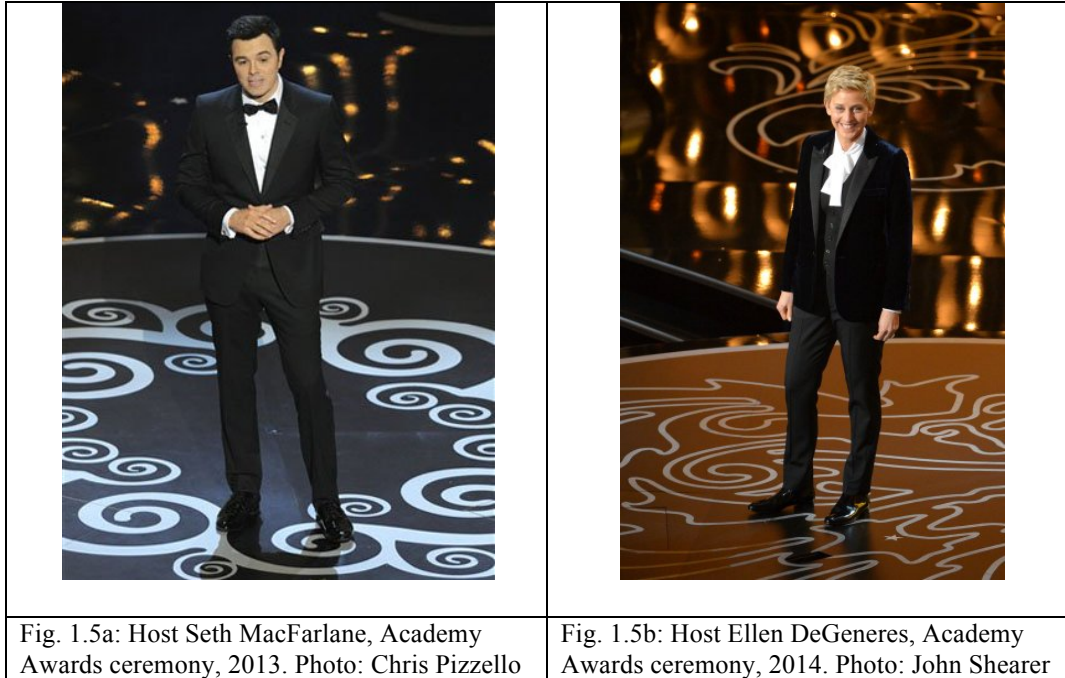 Fig. 1.5a: Host Seth MacFarlane, Academy
Awards ceremony, 2013. Photo: Chris Pizzello
Fig. 1.5b: Host Ellen DeGeneres, Academy
Awards ceremony, 2014. Photo: John Shearer